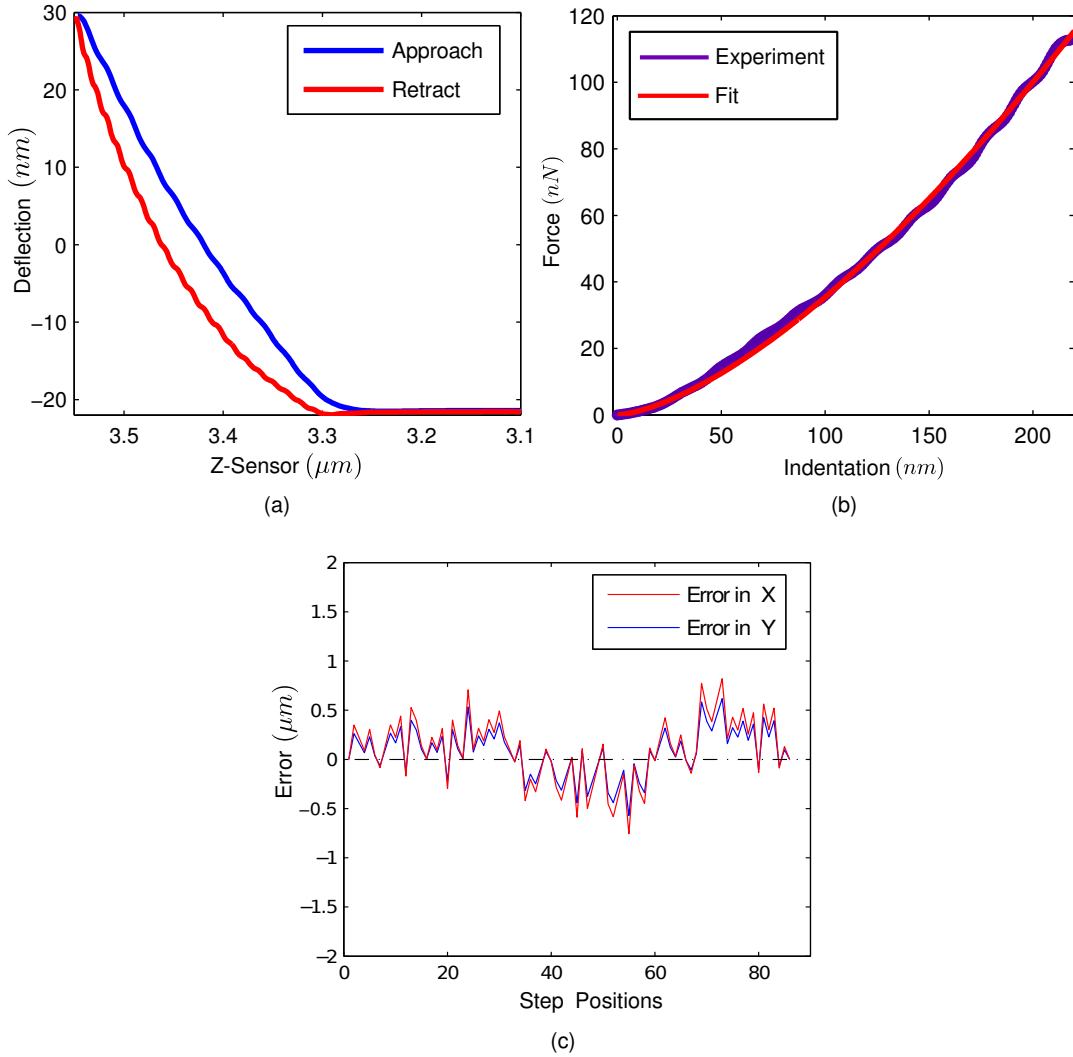 30
20
10
0
−10
−20
Deflection (nm)
Approach
Retract
3.5
3.4
3.3
3.2
3.1
Z-Sensor (μm)
(a)
120
100
80
60
40
20
0
Force (nN)
Experiment
Fit
0
50
100
150
200
Indentation (nm)
(b)
2
1.5
1
0.5
0
−0.5
−1
−1.5
−2
Error (μm)
Error in X
Error in Y
0
20
40
60
80
Step Positions
(c)